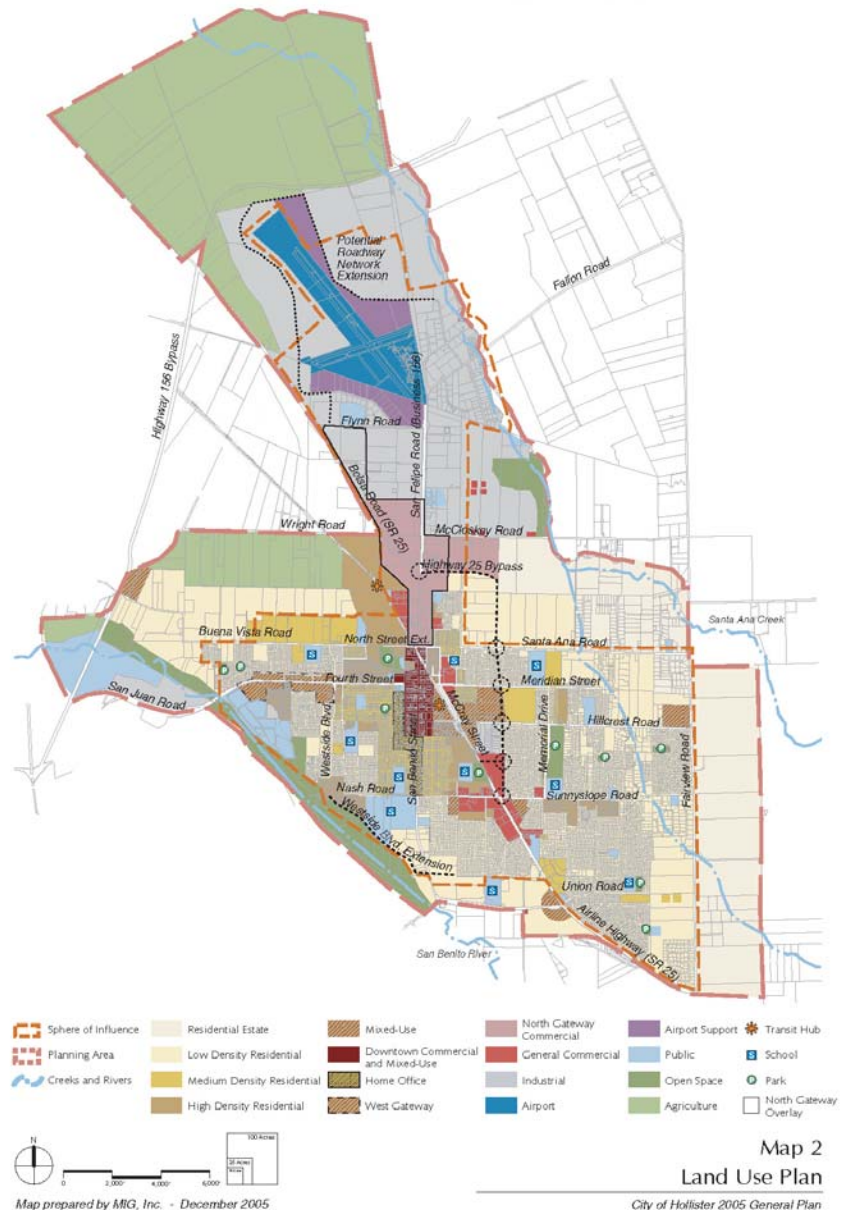 Potential
Roadway
Network
Extension
Fallon Road
Highway 156 Bypass
San Felipe Road (Business 156)
Flynn Road
Bolsa Road (SR 25)
Wright Road
McCloskey Road
Highway 25 Bypass
Santa Ana Creek
Buena Vista Road
North Street Ext.
Santa Ana Road
Fourth Street
Meridian Street
San Juan Road
McCray Street
Hillcrest Road
Westside Blvd.
San Benito Street
Memorial Drive
Fairview Road
Nash Road
Sunnyslope Road
Westside Blvd. Extension
Union Road
Airline Highway (SR 25)
San Benito River
S
S
S
S
S
S
S
S
S
P
P
P
P
P
P
P
P
P
P
Sphere of Influence
Planning Area
Creeks and Rivers
Residential Estate
Low Density Residential
Medium Density Residential
High Density Residential
Mixed-Use
Downtown Commercial
and Mixed-Use
Home Office
West Gateway
North Gateway
Commercial
General Commercial
Industrial
Airport
Airport Support
Public
Open Space
Agriculture
Transit Hub
S School
P Park
North Gateway
Overlay
N
0 2,000' 4,000' 6,000'
100 Acres
Map 2
Land Use Plan
Map prepared by MIG, Inc. - December 2005
City of Hollister 2005 General Plan